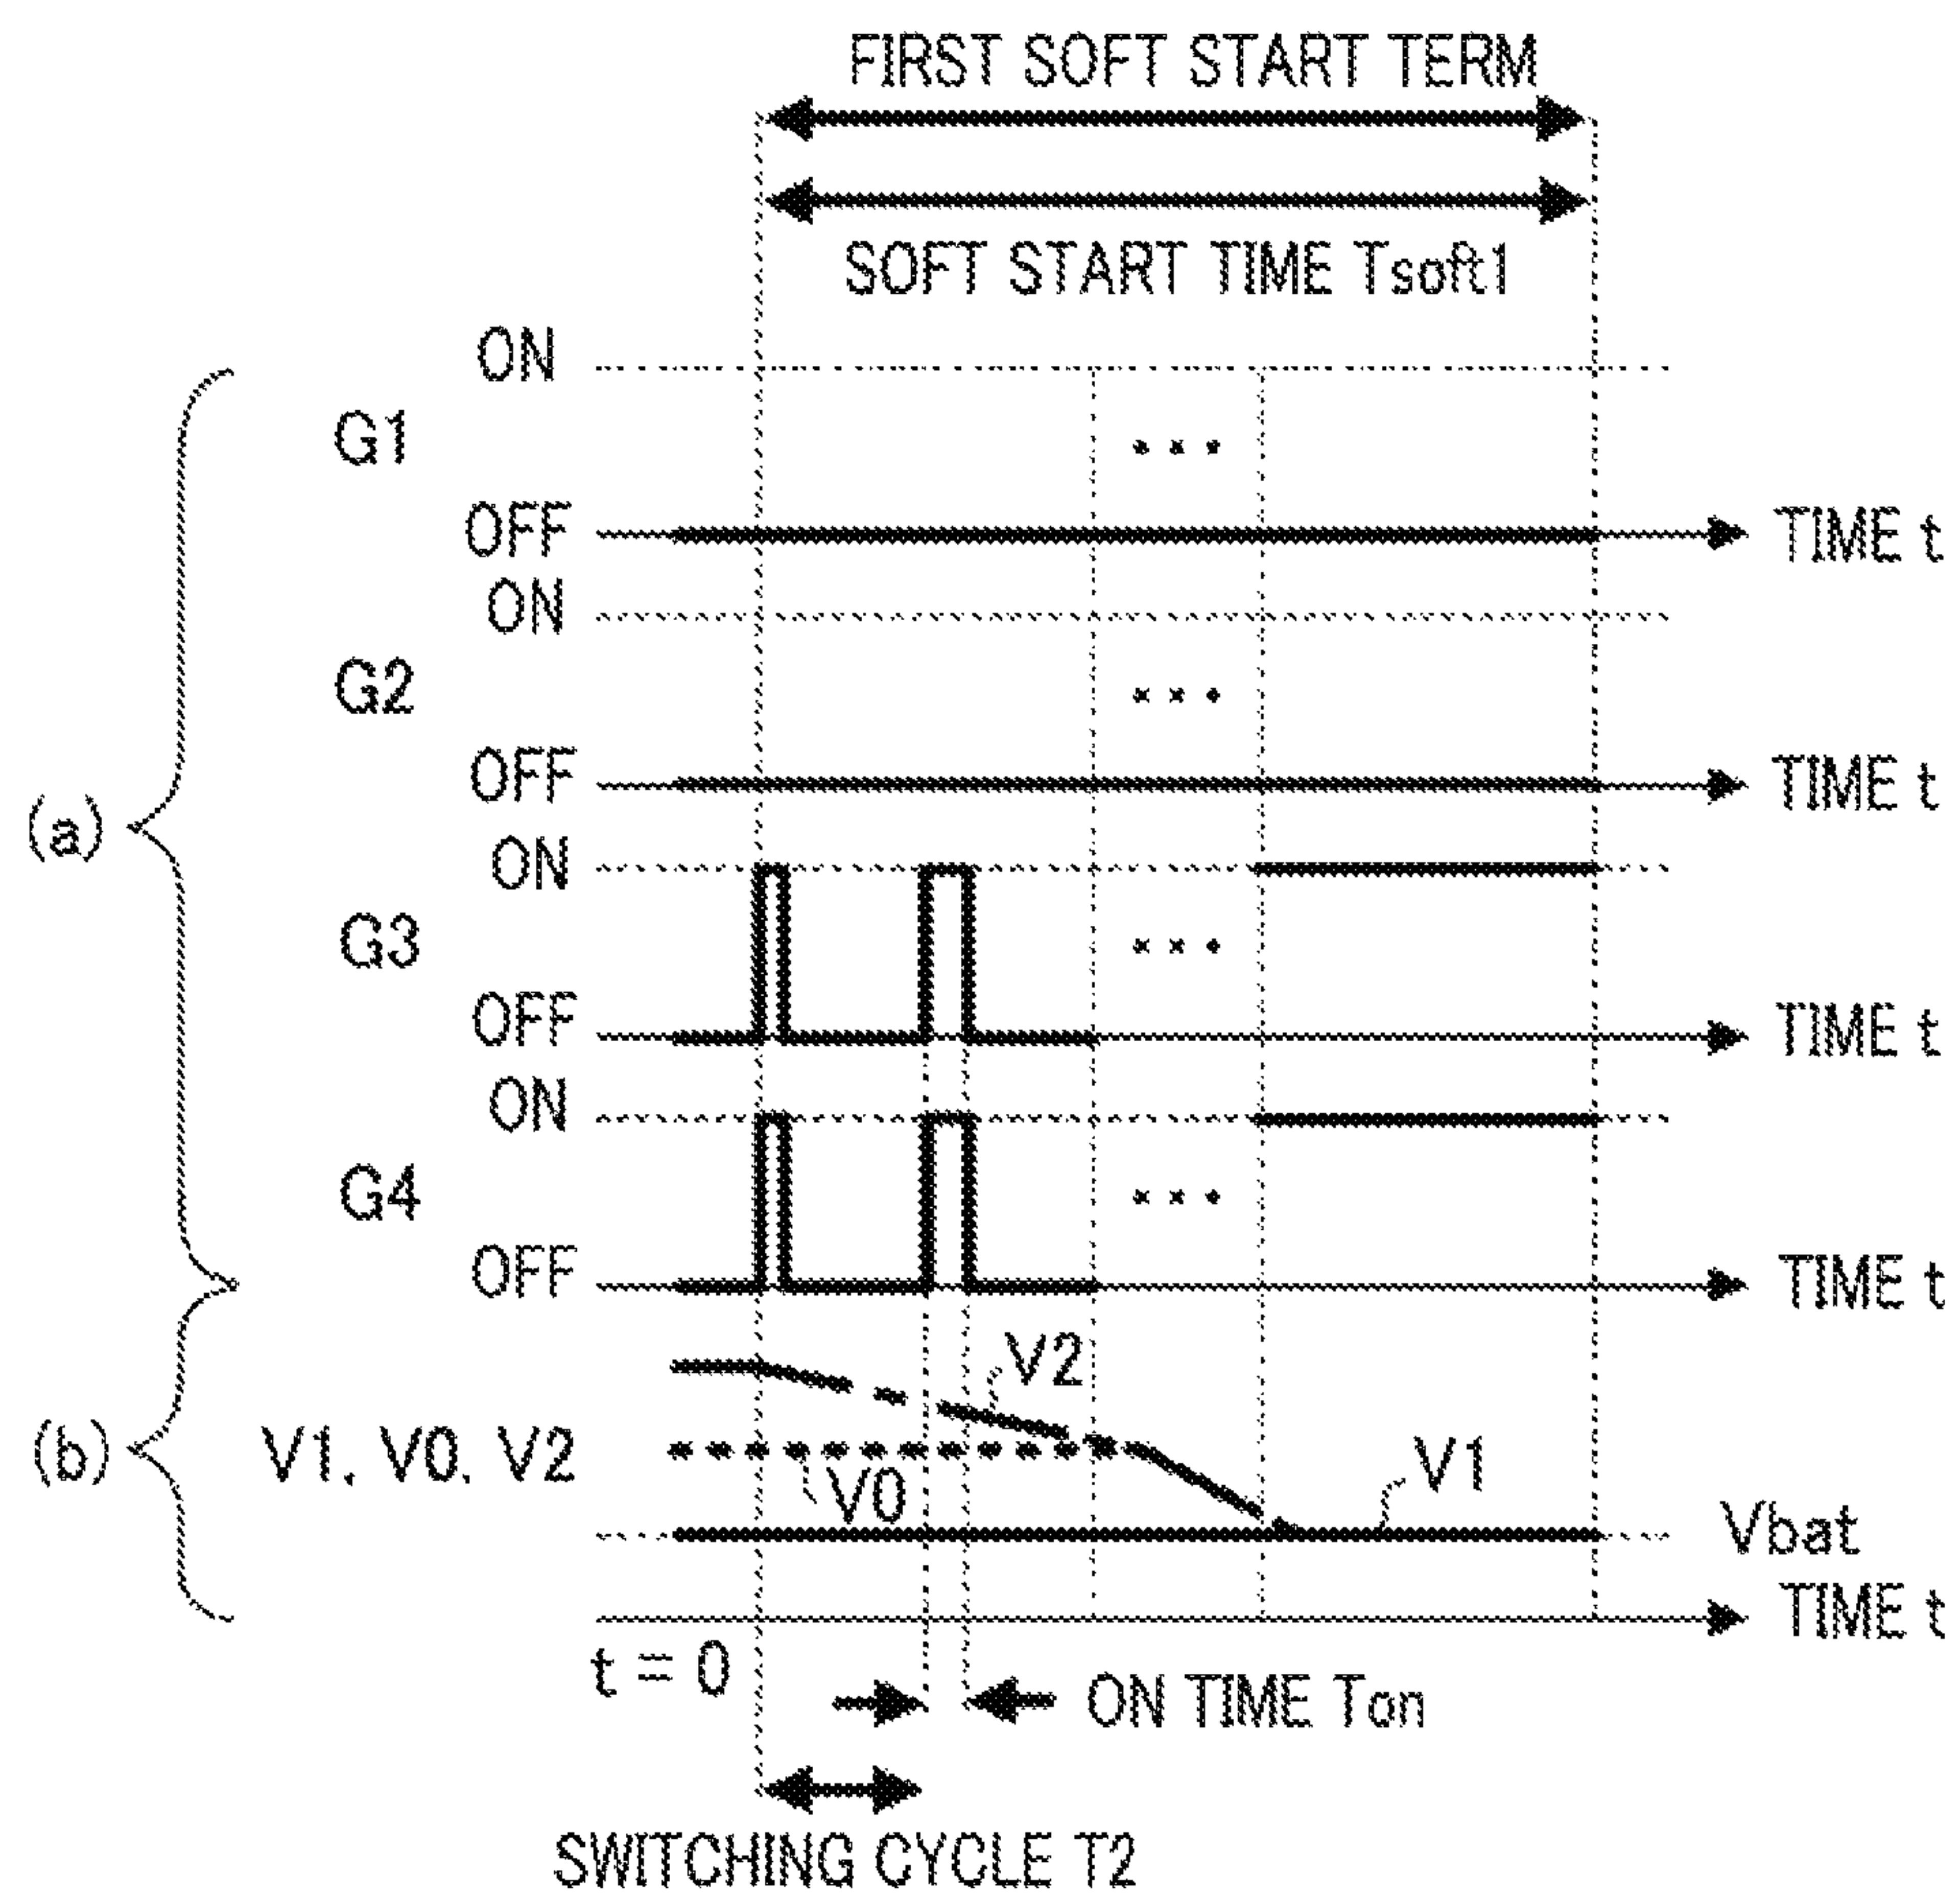 FIRST SOFT START TERM
SOFT START TIME Tsoft1
ON
G1
OFF
TIME t
ON
G2
OFF
TIME t
(a)
ON
G3
OFF
TIME t
ON
G4
OFF
TIME t
V2
(b)
V1, V0, V2
V0
V1
Vbat
TIME t
t = 0
ON TIME Ton
SWITCHING CYCLE T2